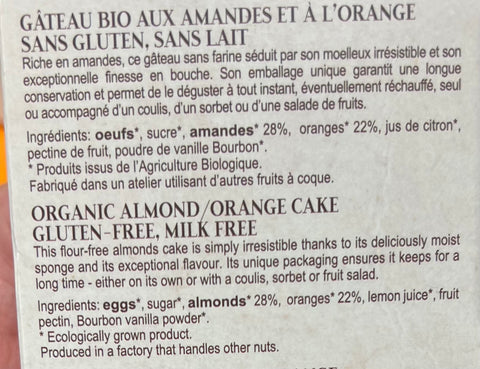 GÂTEAU BIO AUX AMANDES ET À L'ORANGE
SANS GLUTEN, SANS LAIT
Riche en amandes, ce gâteau sans farine séduit par son moelleux irrésistible et son
exceptionnelle finesse en bouche. Son emballage unique garantit une longue
conservation et permet de le déguster à tout instant, éventuellement réchauffé, seul
ou accompagné d'un coulis, d'un sorbet ou d'une salade de fruits.
Ingrédients: oeufs*, sucre*, amandes* 28%, oranges* 22%, jus de citron*,
pectine de fruit, poudre de vanille Bourbon*.
* Produits issus de l'Agriculture Biologique.
Fabriqué dans un atelier utilisant d'autres fruits à coque.
ORGANIC ALMOND/ORANGE CAKE
GLUTEN-FREE, MILK FREE
This flour-free almonds cake is simply irresistible thanks to its deliciously moist
sponge and its exceptional flavour. Its unique packaging ensures it keeps for a
long time - either on its own or with a coulis, sorbet or fruit salad.
Ingredients: eggs*, sugar*, almonds* 28%, oranges* 22%, lemon juice*, fruit
pectin, Bourbon vanilla powder*.
* Ecologically grown product.
Produced in a factory that handles other nuts.